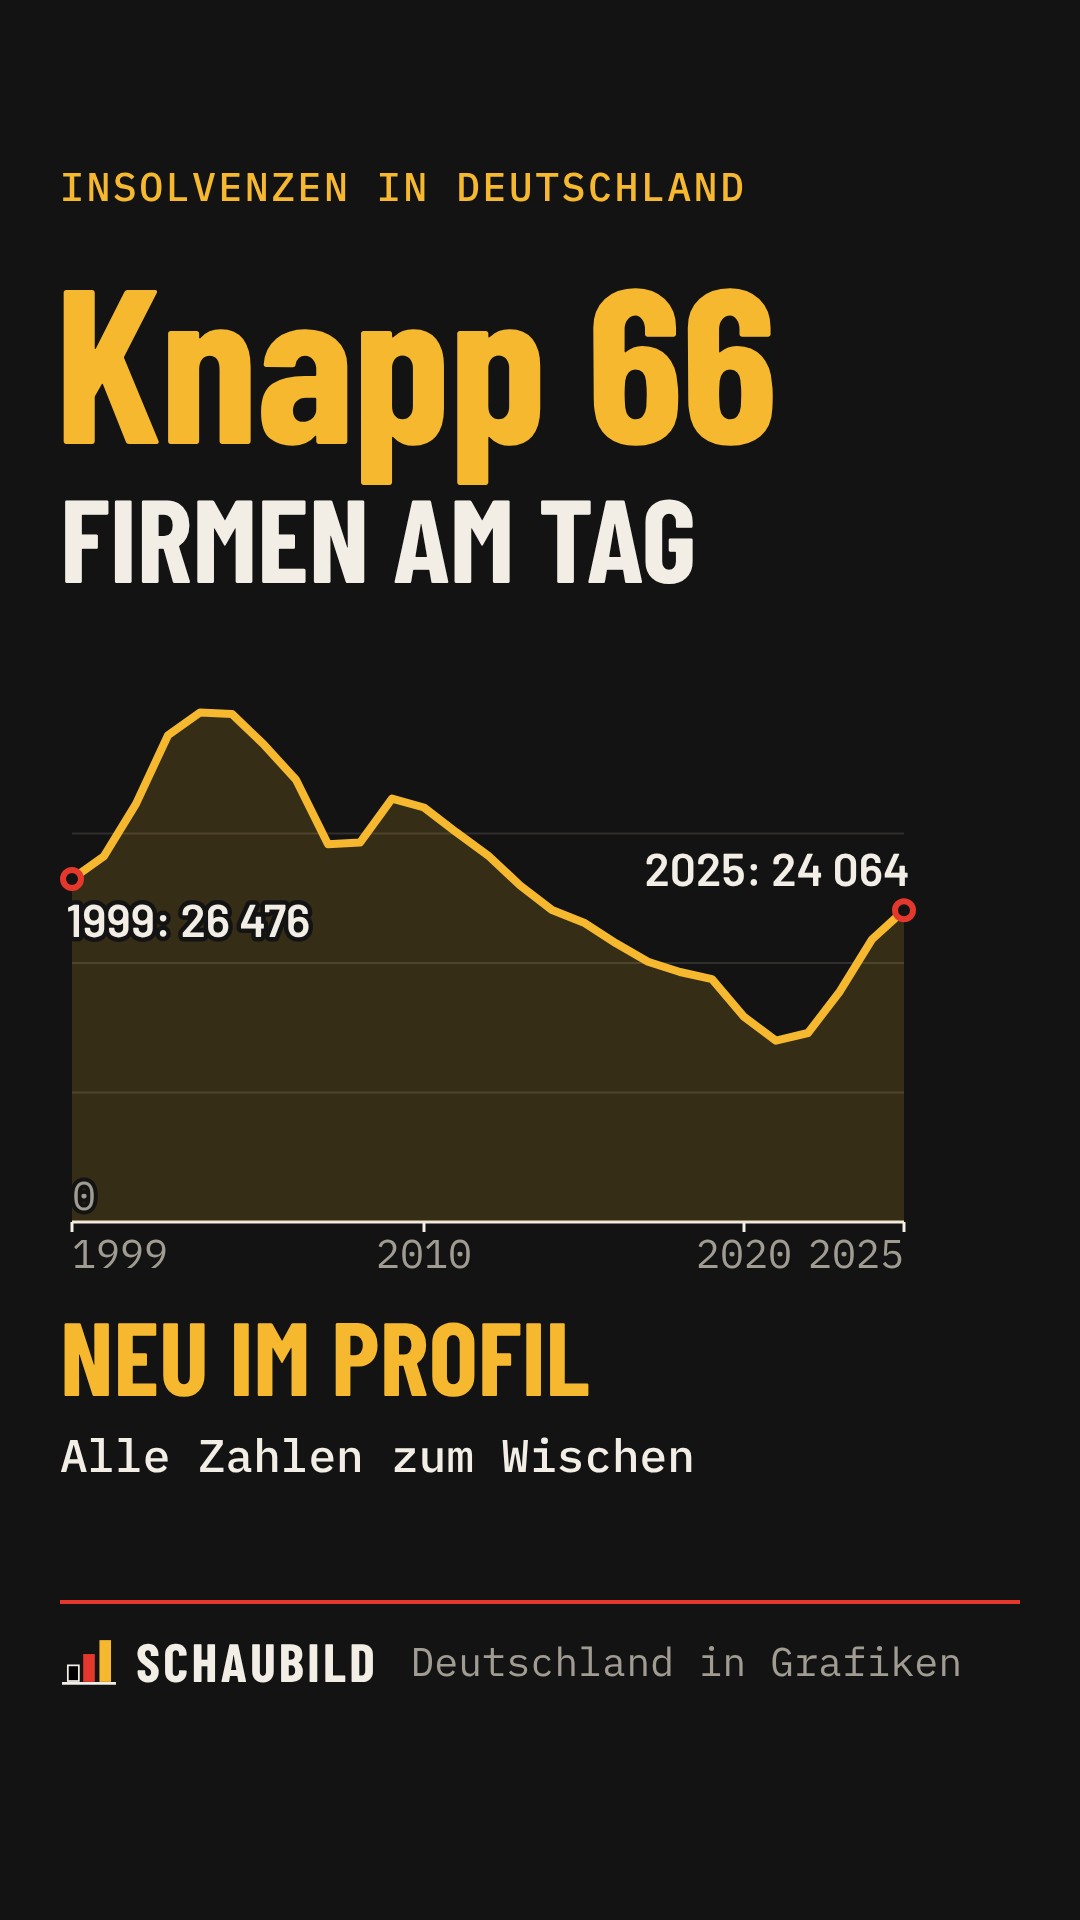 INSOLVENZEN IN DEUTSCHLAND
Knapp 66
FIRMEN AM TAG
2025: 24 064
1999: 26 476
0
1999 2010 2020 2025
NEU IM PROFIL
Alle Zahlen zum Wischen
SCHAUBILD Deutschland in Grafiken